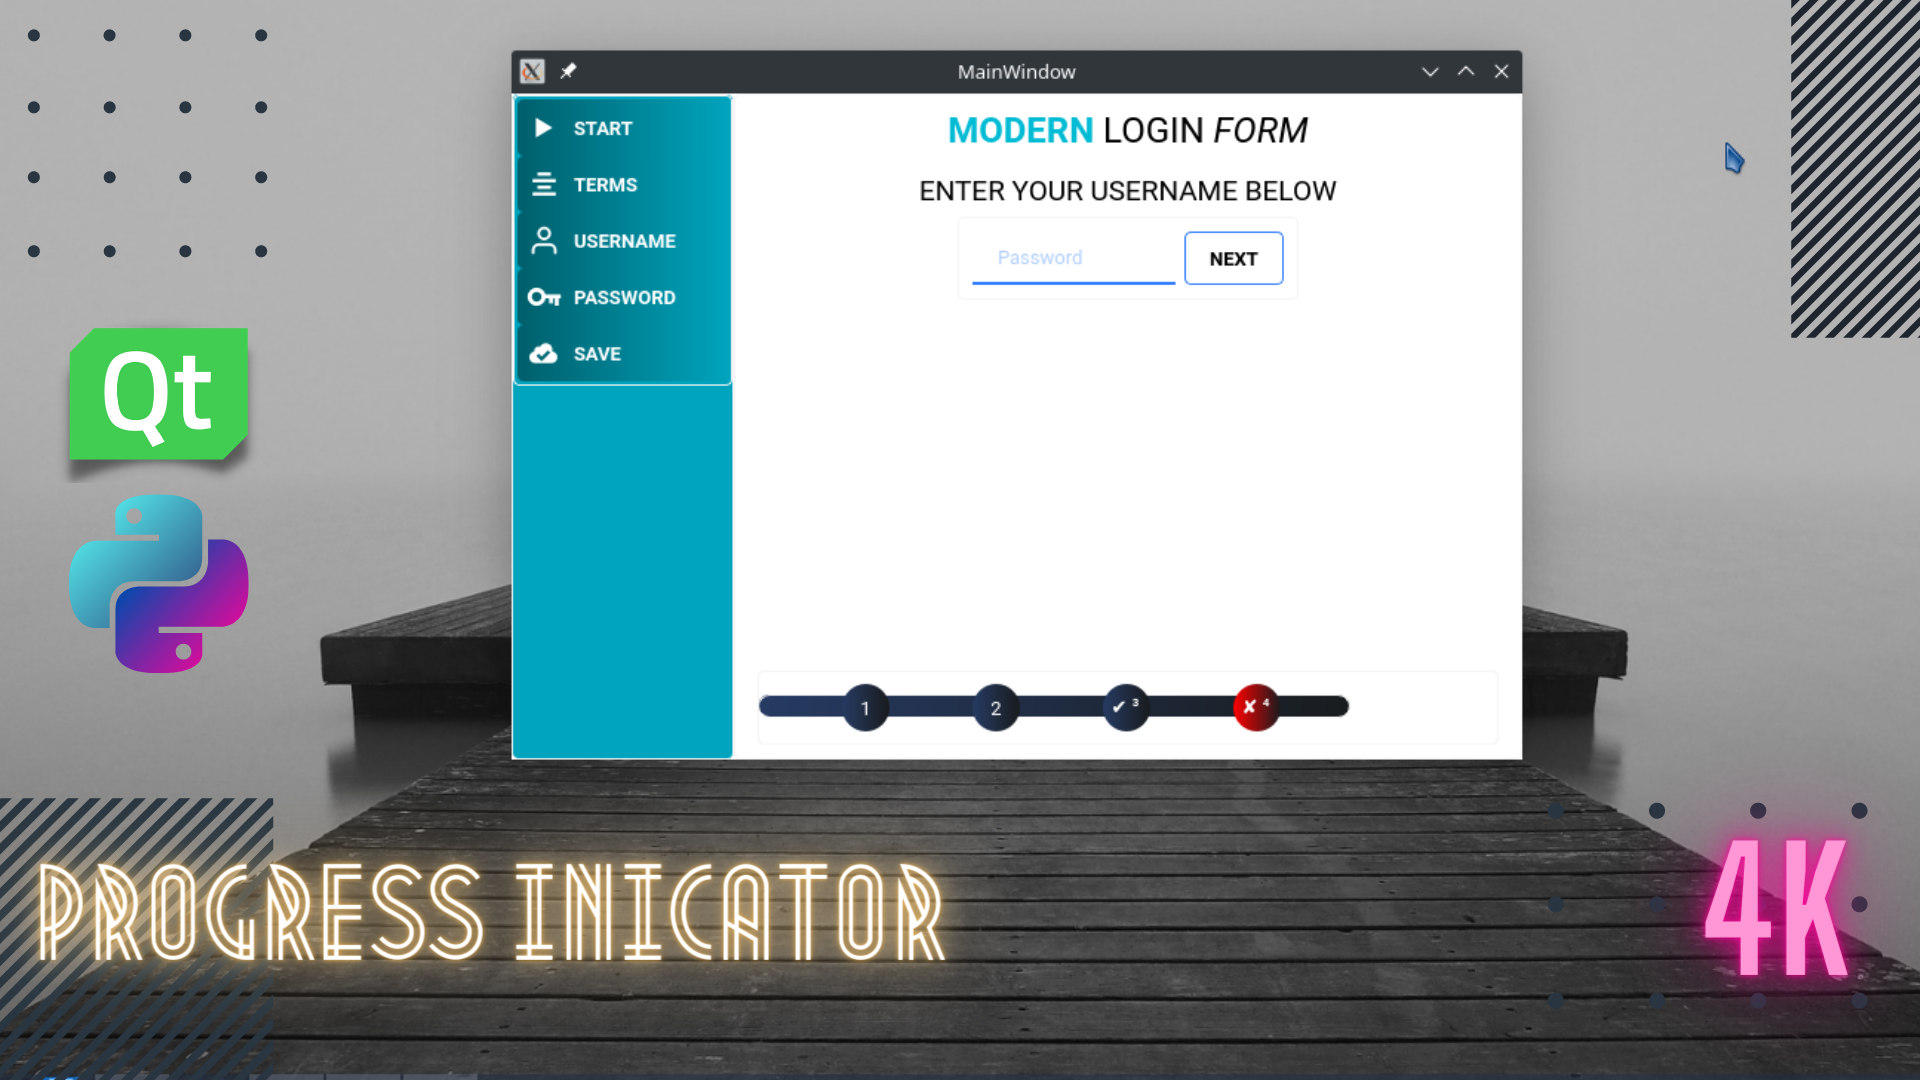 MainWindow
START
TERMS
USERNAME
PASSWORD
SAVE
MODERN LOGIN FORM
ENTER YOUR USERNAME BELOW
Password
NEXT
1
2
✔ 3
✘ 4
Qt
PROGRESS INICATOR
4K